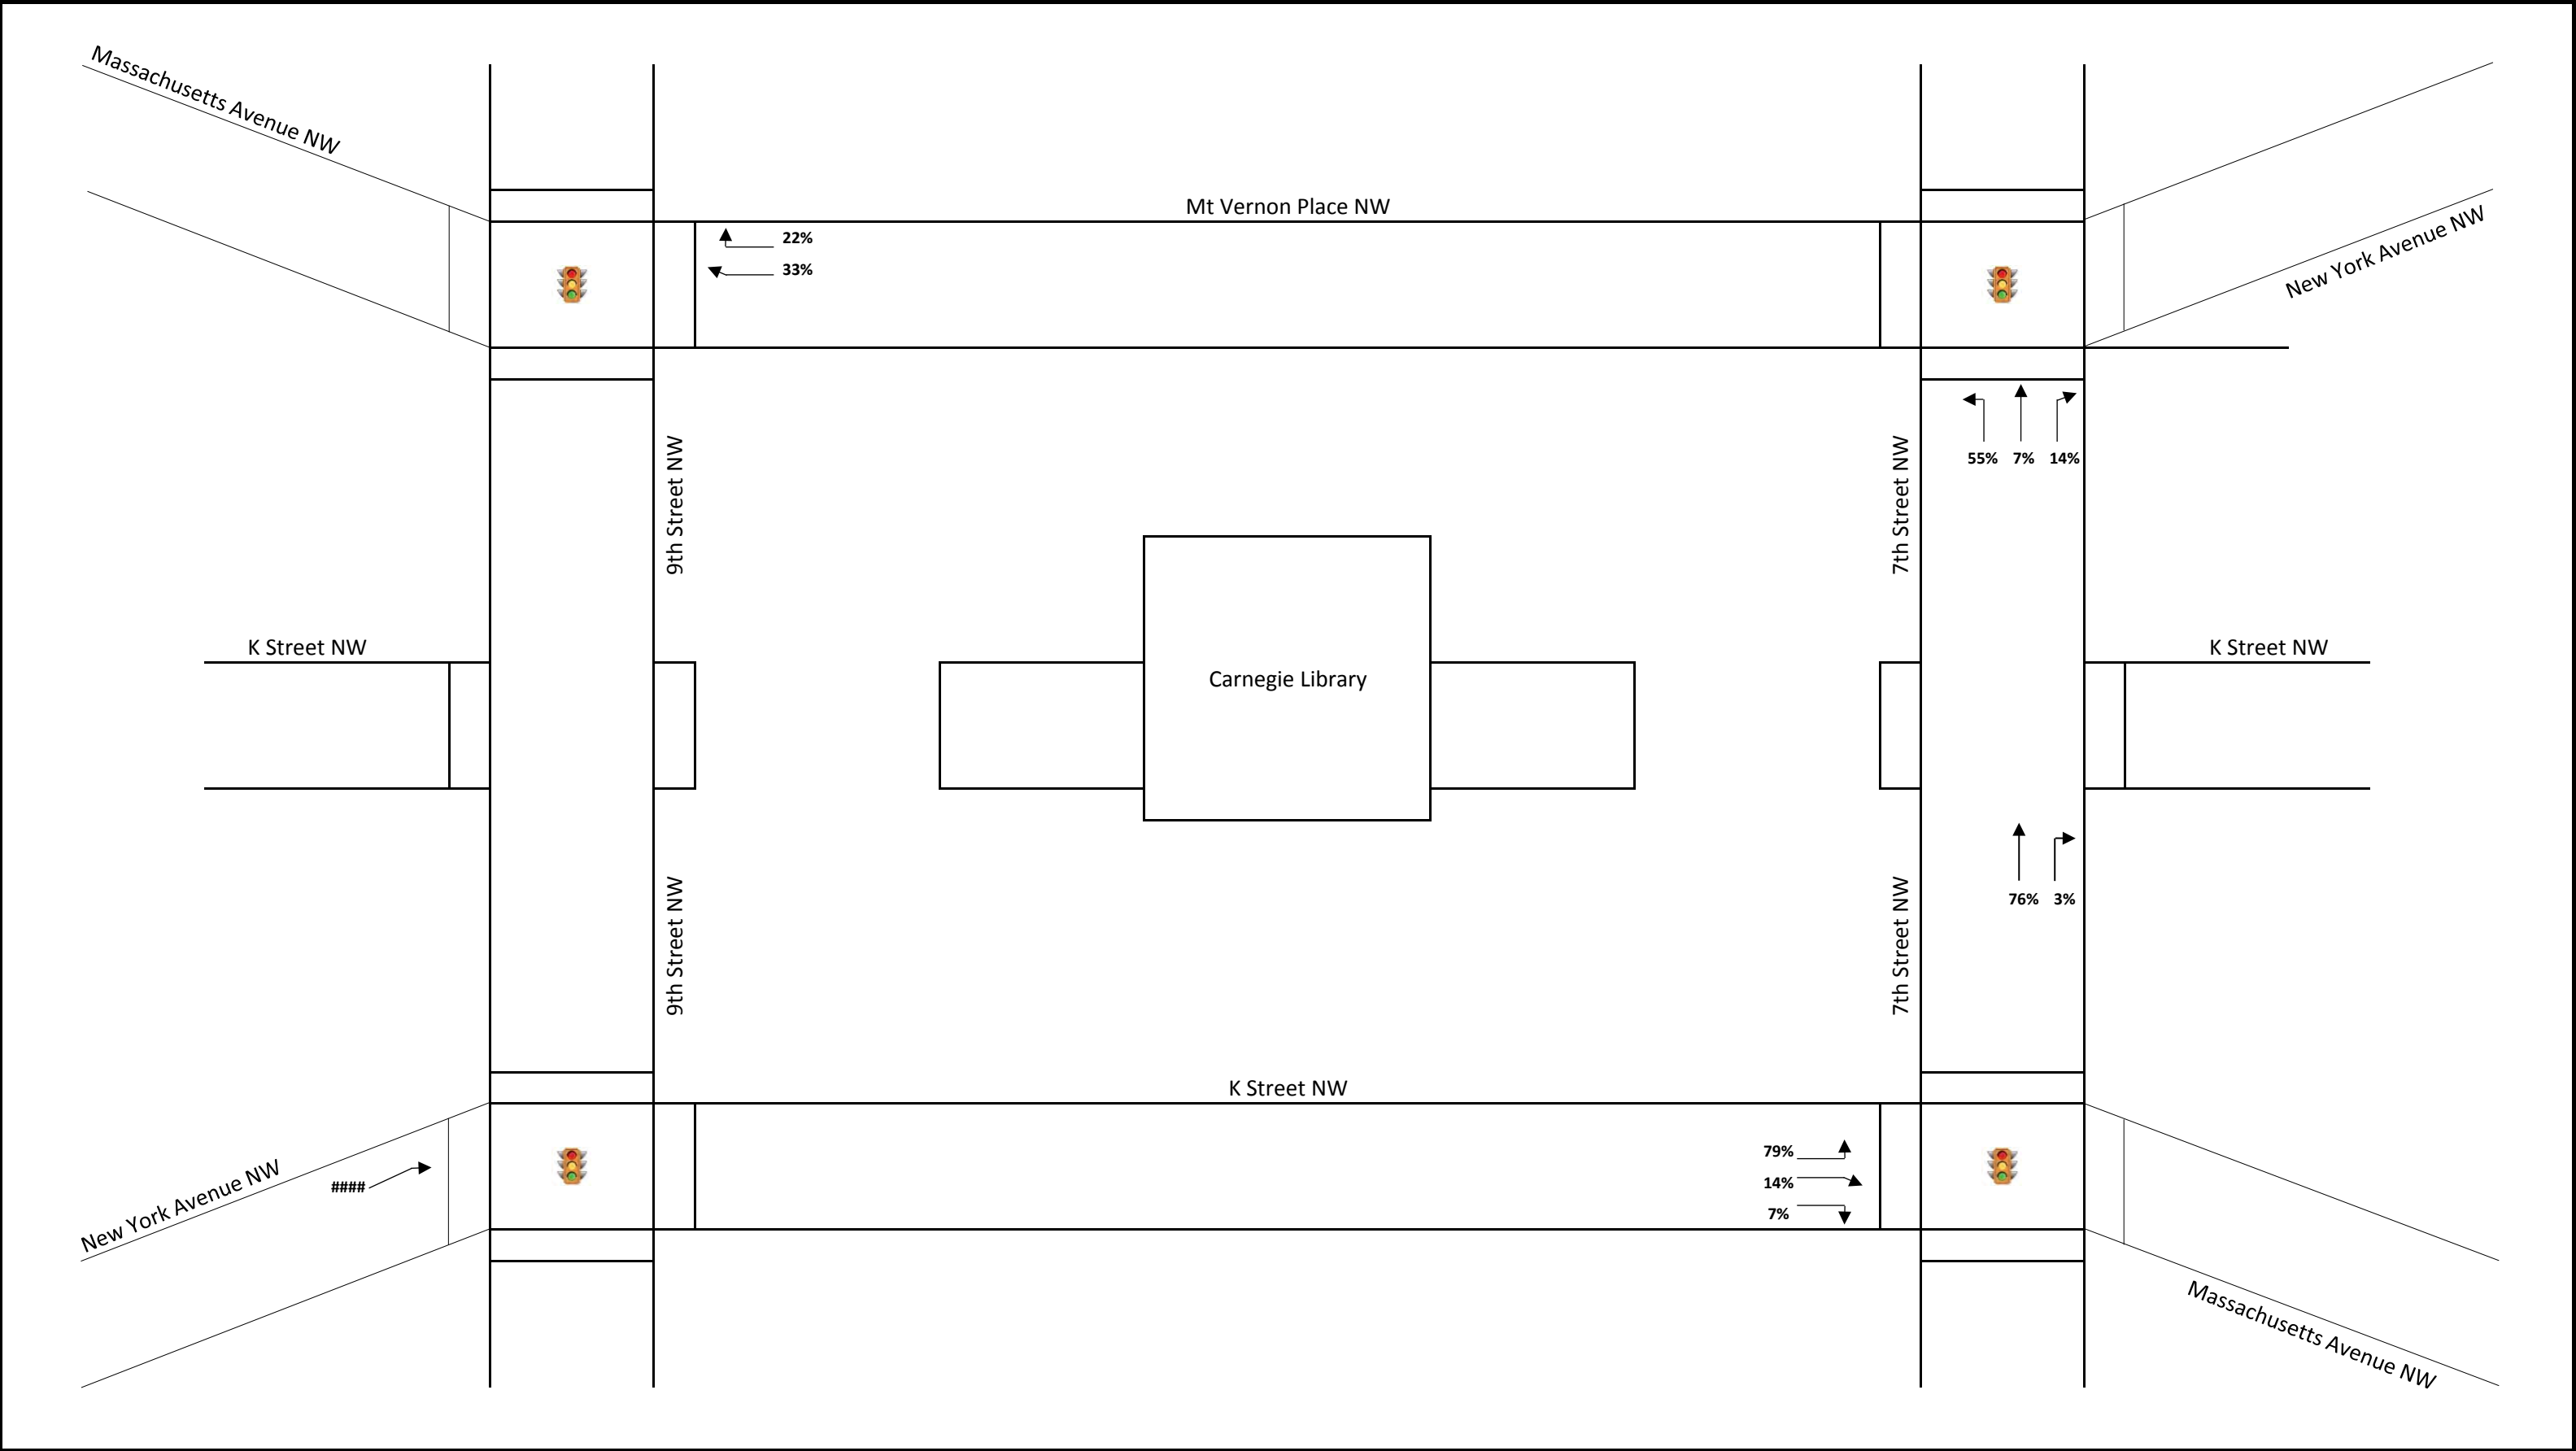 Massachusetts Avenue NW
Mt Vernon Place NW
22%
33%
New York Avenue NW
9th Street NW
7th Street NW
55% 7% 14%
K Street NW
Carnegie Library
K Street NW
76% 3%
9th Street NW
7th Street NW
K Street NW
New York Avenue NW
####
79%
14%
7%
Massachusetts Avenue NW